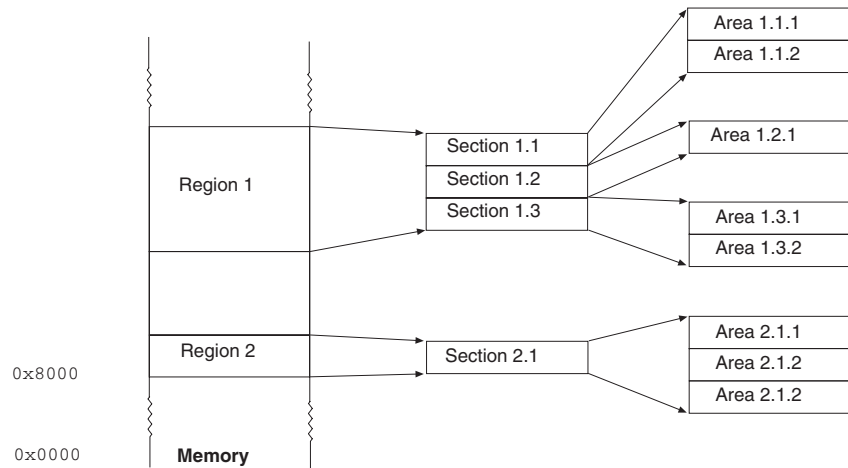 Area 1.1.1
Area 1.1.2
Area 1.2.1
Section 1.1
Section 1.2
Section 1.3
Region 1
Area 1.3.1
Area 1.3.2
Region 2
Section 2.1
Area 2.1.1
Area 2.1.2
Area 2.1.2
0x8000
0x0000
Memory